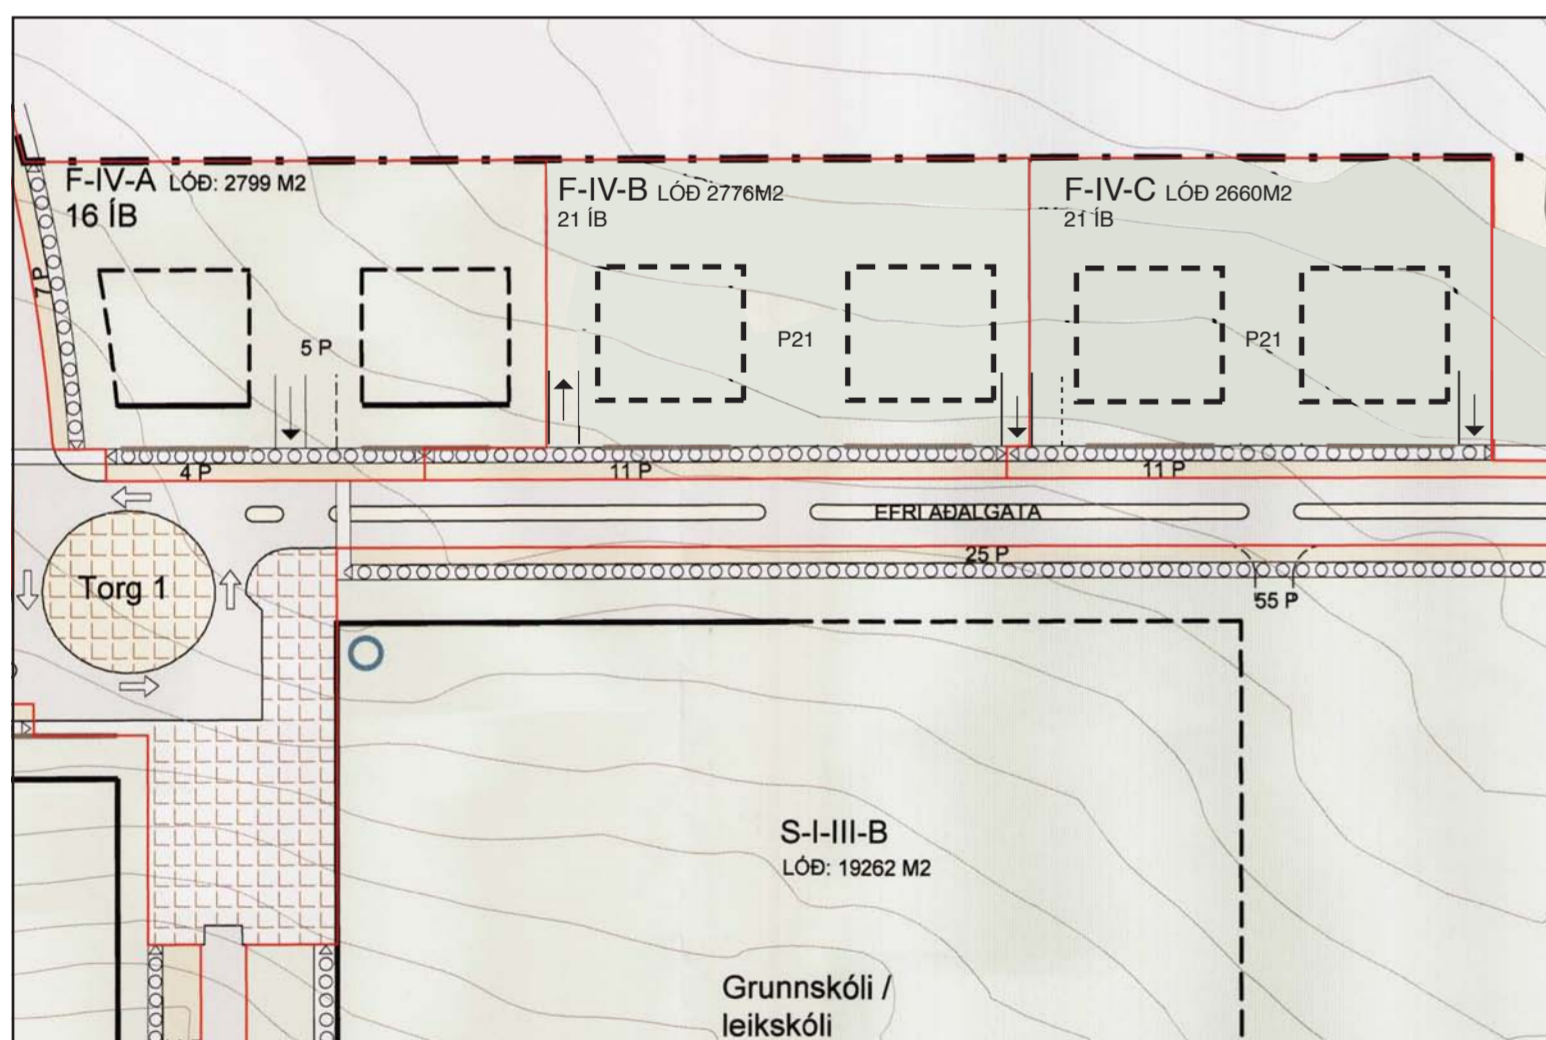 F-IV-A LÓÐ: 2799 M2
16 ÍB
F-IV-B LÓÐ 2776M2
21 ÍB
F-IV-C LÓÐ 2660M2
21 ÍB
7 P
5 P
P21
P21
4 P
11 P
11 P
EFRI AÐALGATA
25 P
55 P
Torg 1
S-I-III-B
LÓÐ: 19262 M2
Grunnskóli /
leikskóli